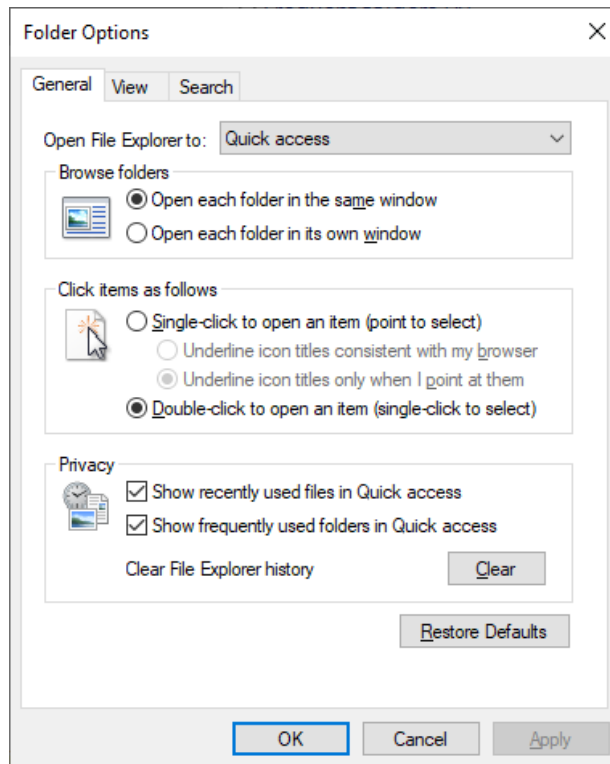 Folder Options
General
View
Search
Open File Explorer to:
Quick access
Browse folders
Open each folder in the same window
Open each folder in its own window
Click items as follows
Single-click to open an item (point to select)
Underline icon titles consistent with my browser
Underline icon titles only when I point at them
Double-click to open an item (single-click to select)
Privacy
Show recently used files in Quick access
Show frequently used folders in Quick access
Clear File Explorer history
Clear
Restore Defaults
OK
Cancel
Apply